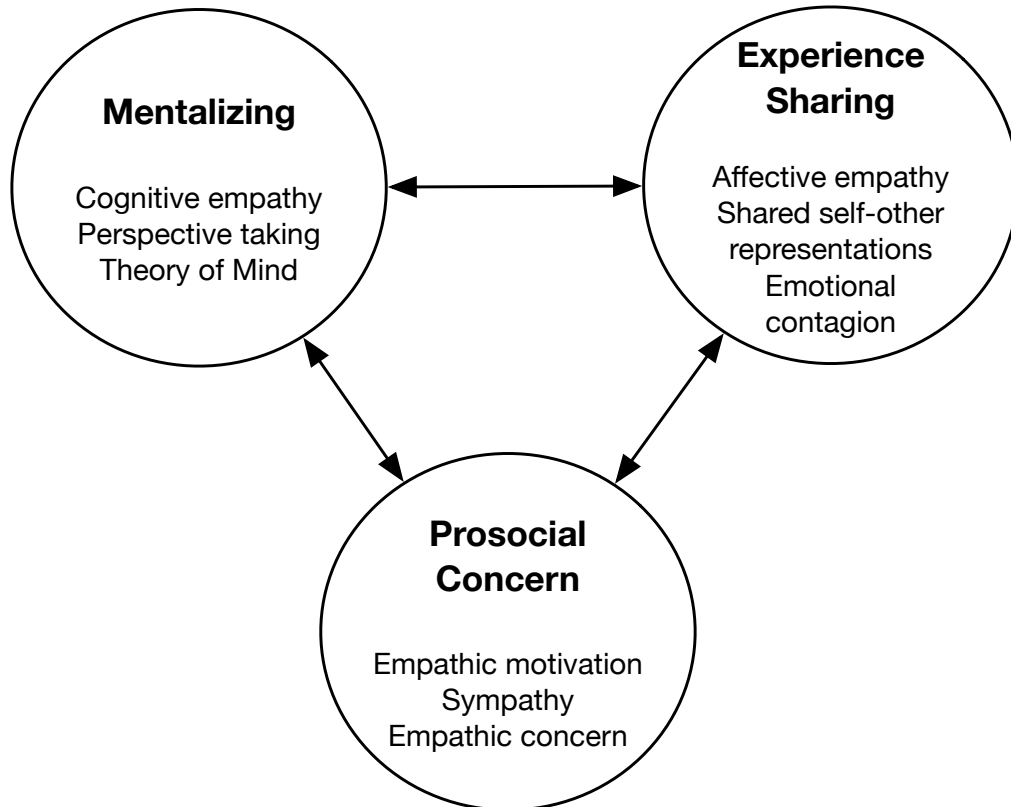 Mentalizing
Cognitive empathy
Perspective taking
Theory of Mind
Experience
Sharing
Affective empathy
Shared self-other
representations
Emotional
contagion
Prosocial
Concern
Empathic motivation
Sympathy
Empathic concern